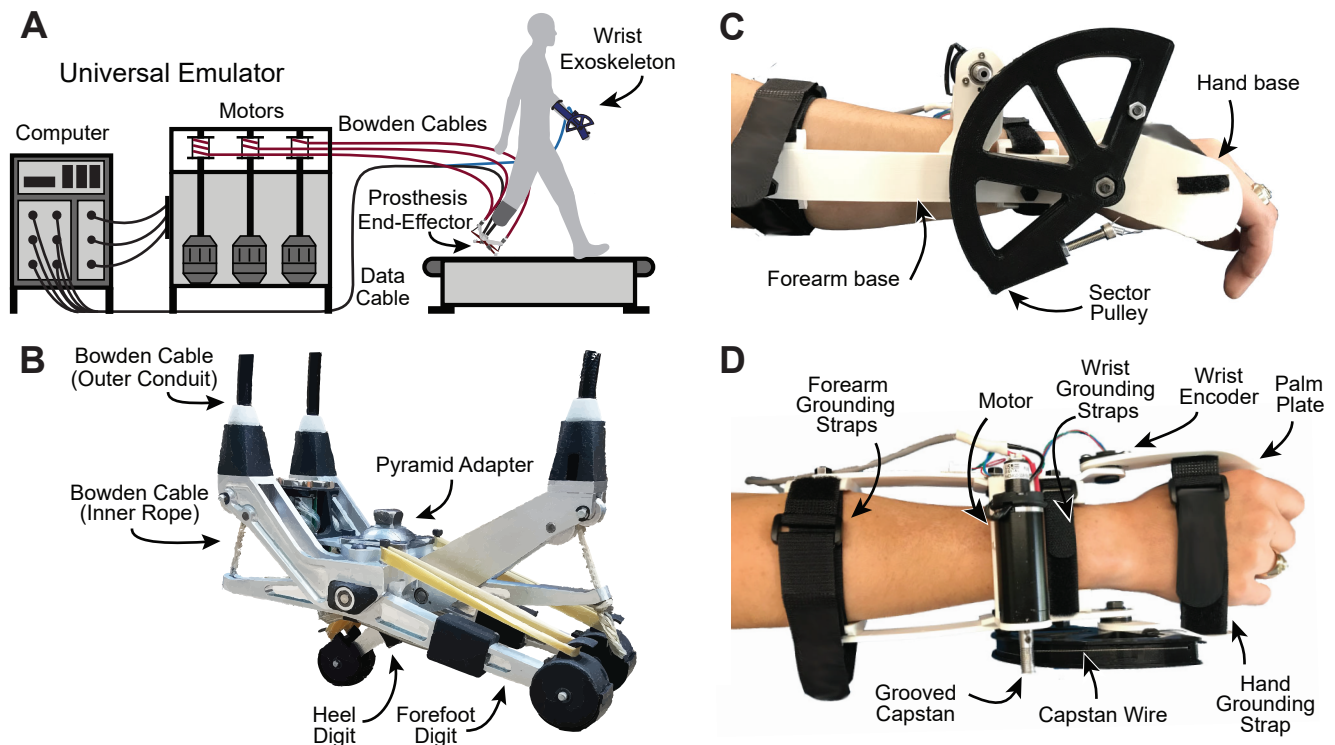 A
Universal Emulator
Computer
Motors
Bowden Cables
Wrist
Exoskeleton
Prosthesis
End-Effector
Data
Cable
B
Bowden Cable
(Outer Conduit)
Pyramid Adapter
Bowden Cable
(Inner Rope)
Heel
Digit
Forefoot
Digit
C
Hand base
Forearm base
Sector
Pulley
D
Forearm
Grounding
Straps
Motor
Wrist
Grounding
Straps
Wrist
Encoder
Palm
Plate
Grooved
Capstan
Capstan Wire
Hand
Grounding
Strap